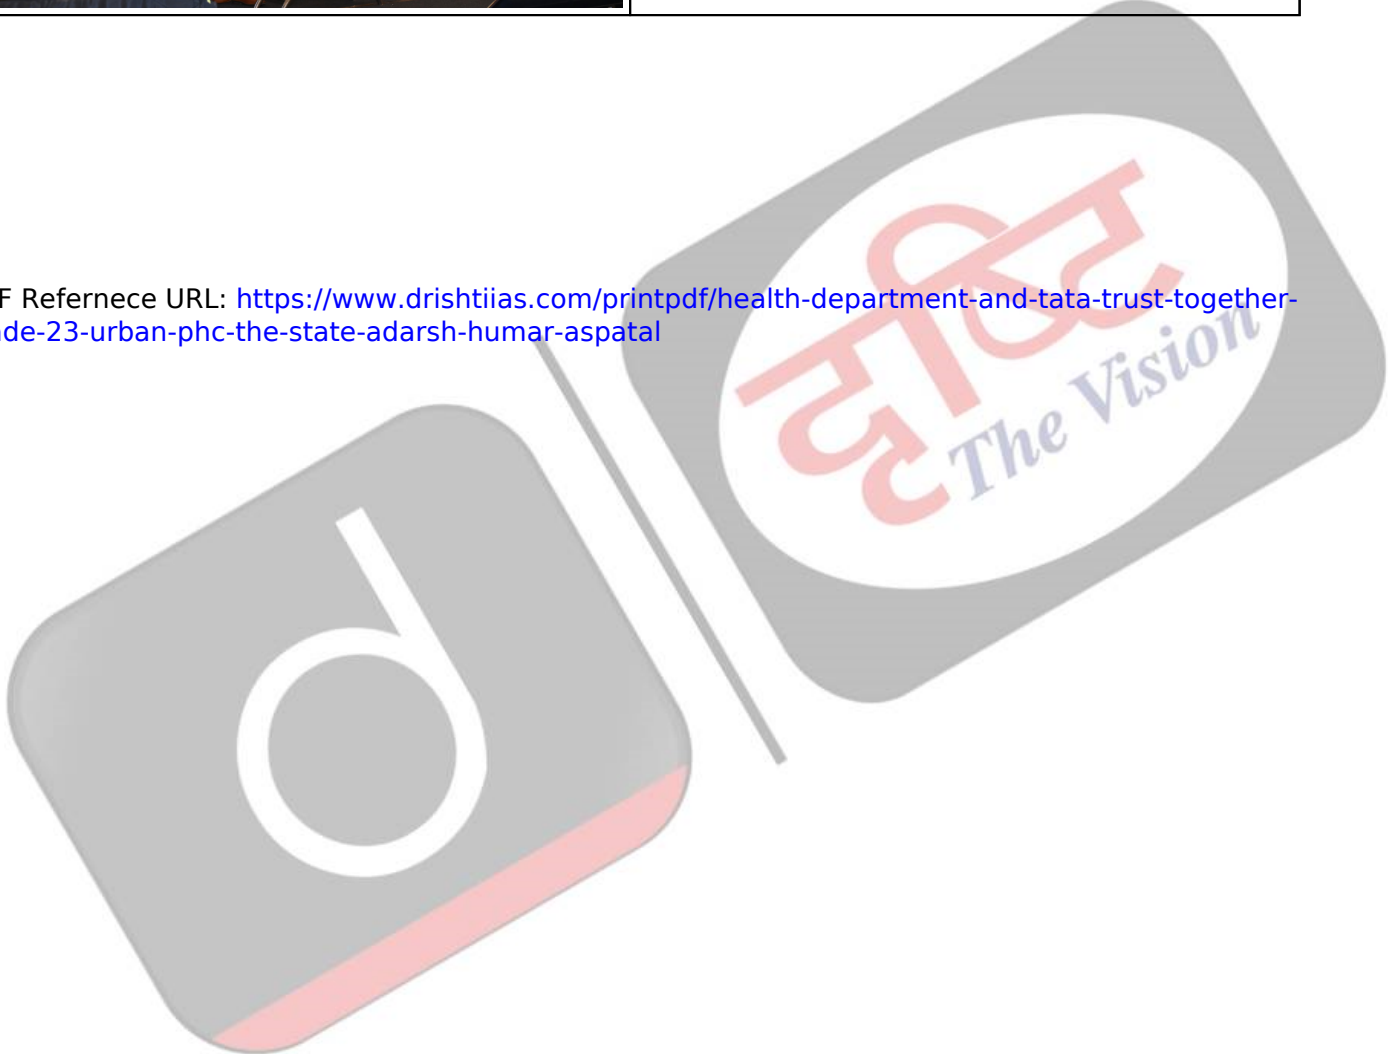 F Refernece URL: https://www.drishtiias.com/printpdf/health-department-and-tata-trust-together-
de-23-urban-phc-the-state-adarsh-humar-aspatal
दृष्टि
The Vision
d